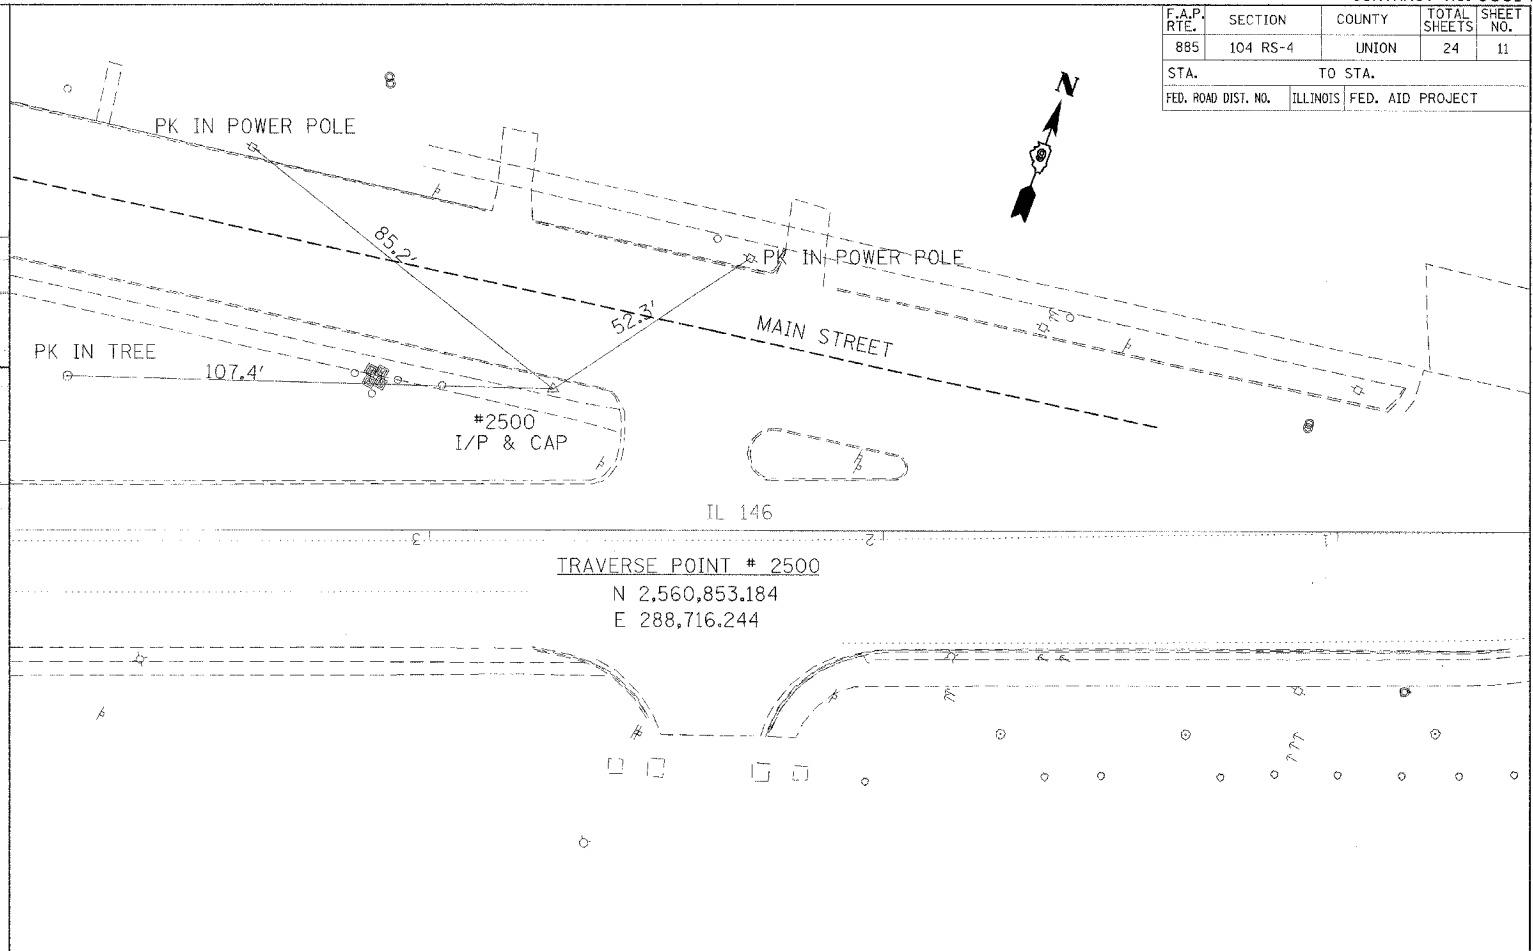 F.A.P. RTE. SECTION COUNTY TOTAL SHEETS SHEET NO.
885 104 RS-4 UNION 24 11
STA. TO STA.
FED. ROAD DIST. NO. ILLINOIS FED. AID PROJECT
N
PK IN POWER POLE
85.2'
PK IN POWER POLE
52.3'
MAIN STREET
PK IN TREE
107.4'
#2500
I/P & CAP
IL 146
3 2 1
TRAVERSE POINT # 2500
N 2,560,853.184
E 288,716.244